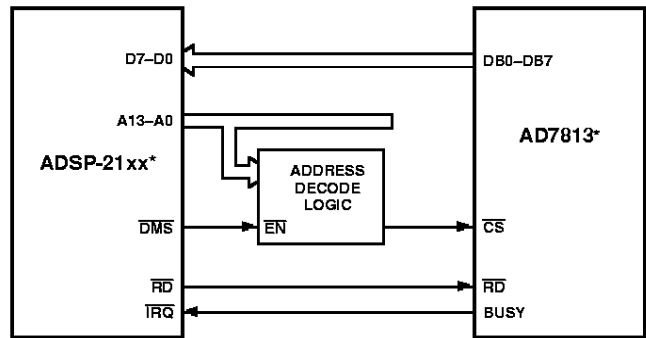 D7–D0
DB0–DB7
A13–A0
AD7813*
ADSP-21xx*
ADDRESS
DECODE
LOGIC
DMS
EN
CS
RD
RD
IRQ
BUSY